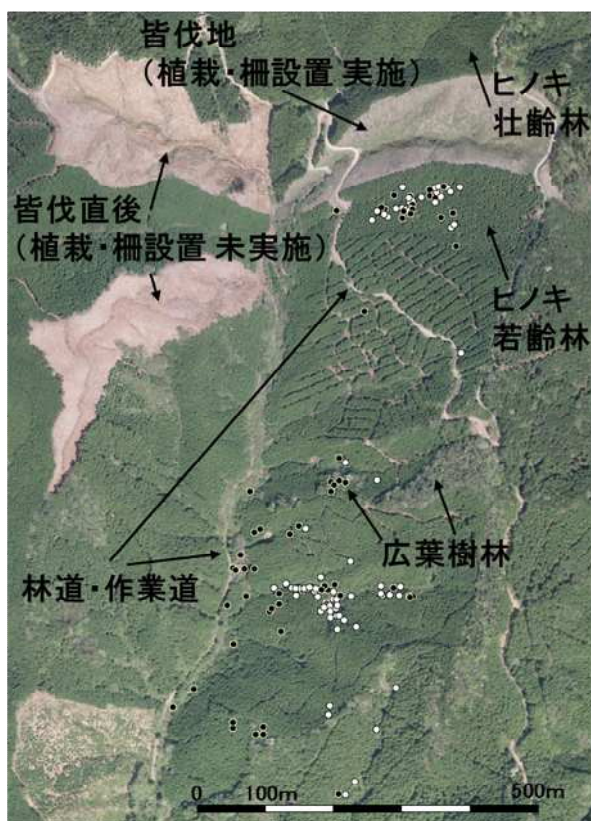 皆伐地
(植栽・柵設置 実施)
ヒノキ
壮齢林
皆伐直後
(植栽・柵設置 未実施)
ヒノキ
若齢林
広葉樹林
林道・作業道
0 100m 500m